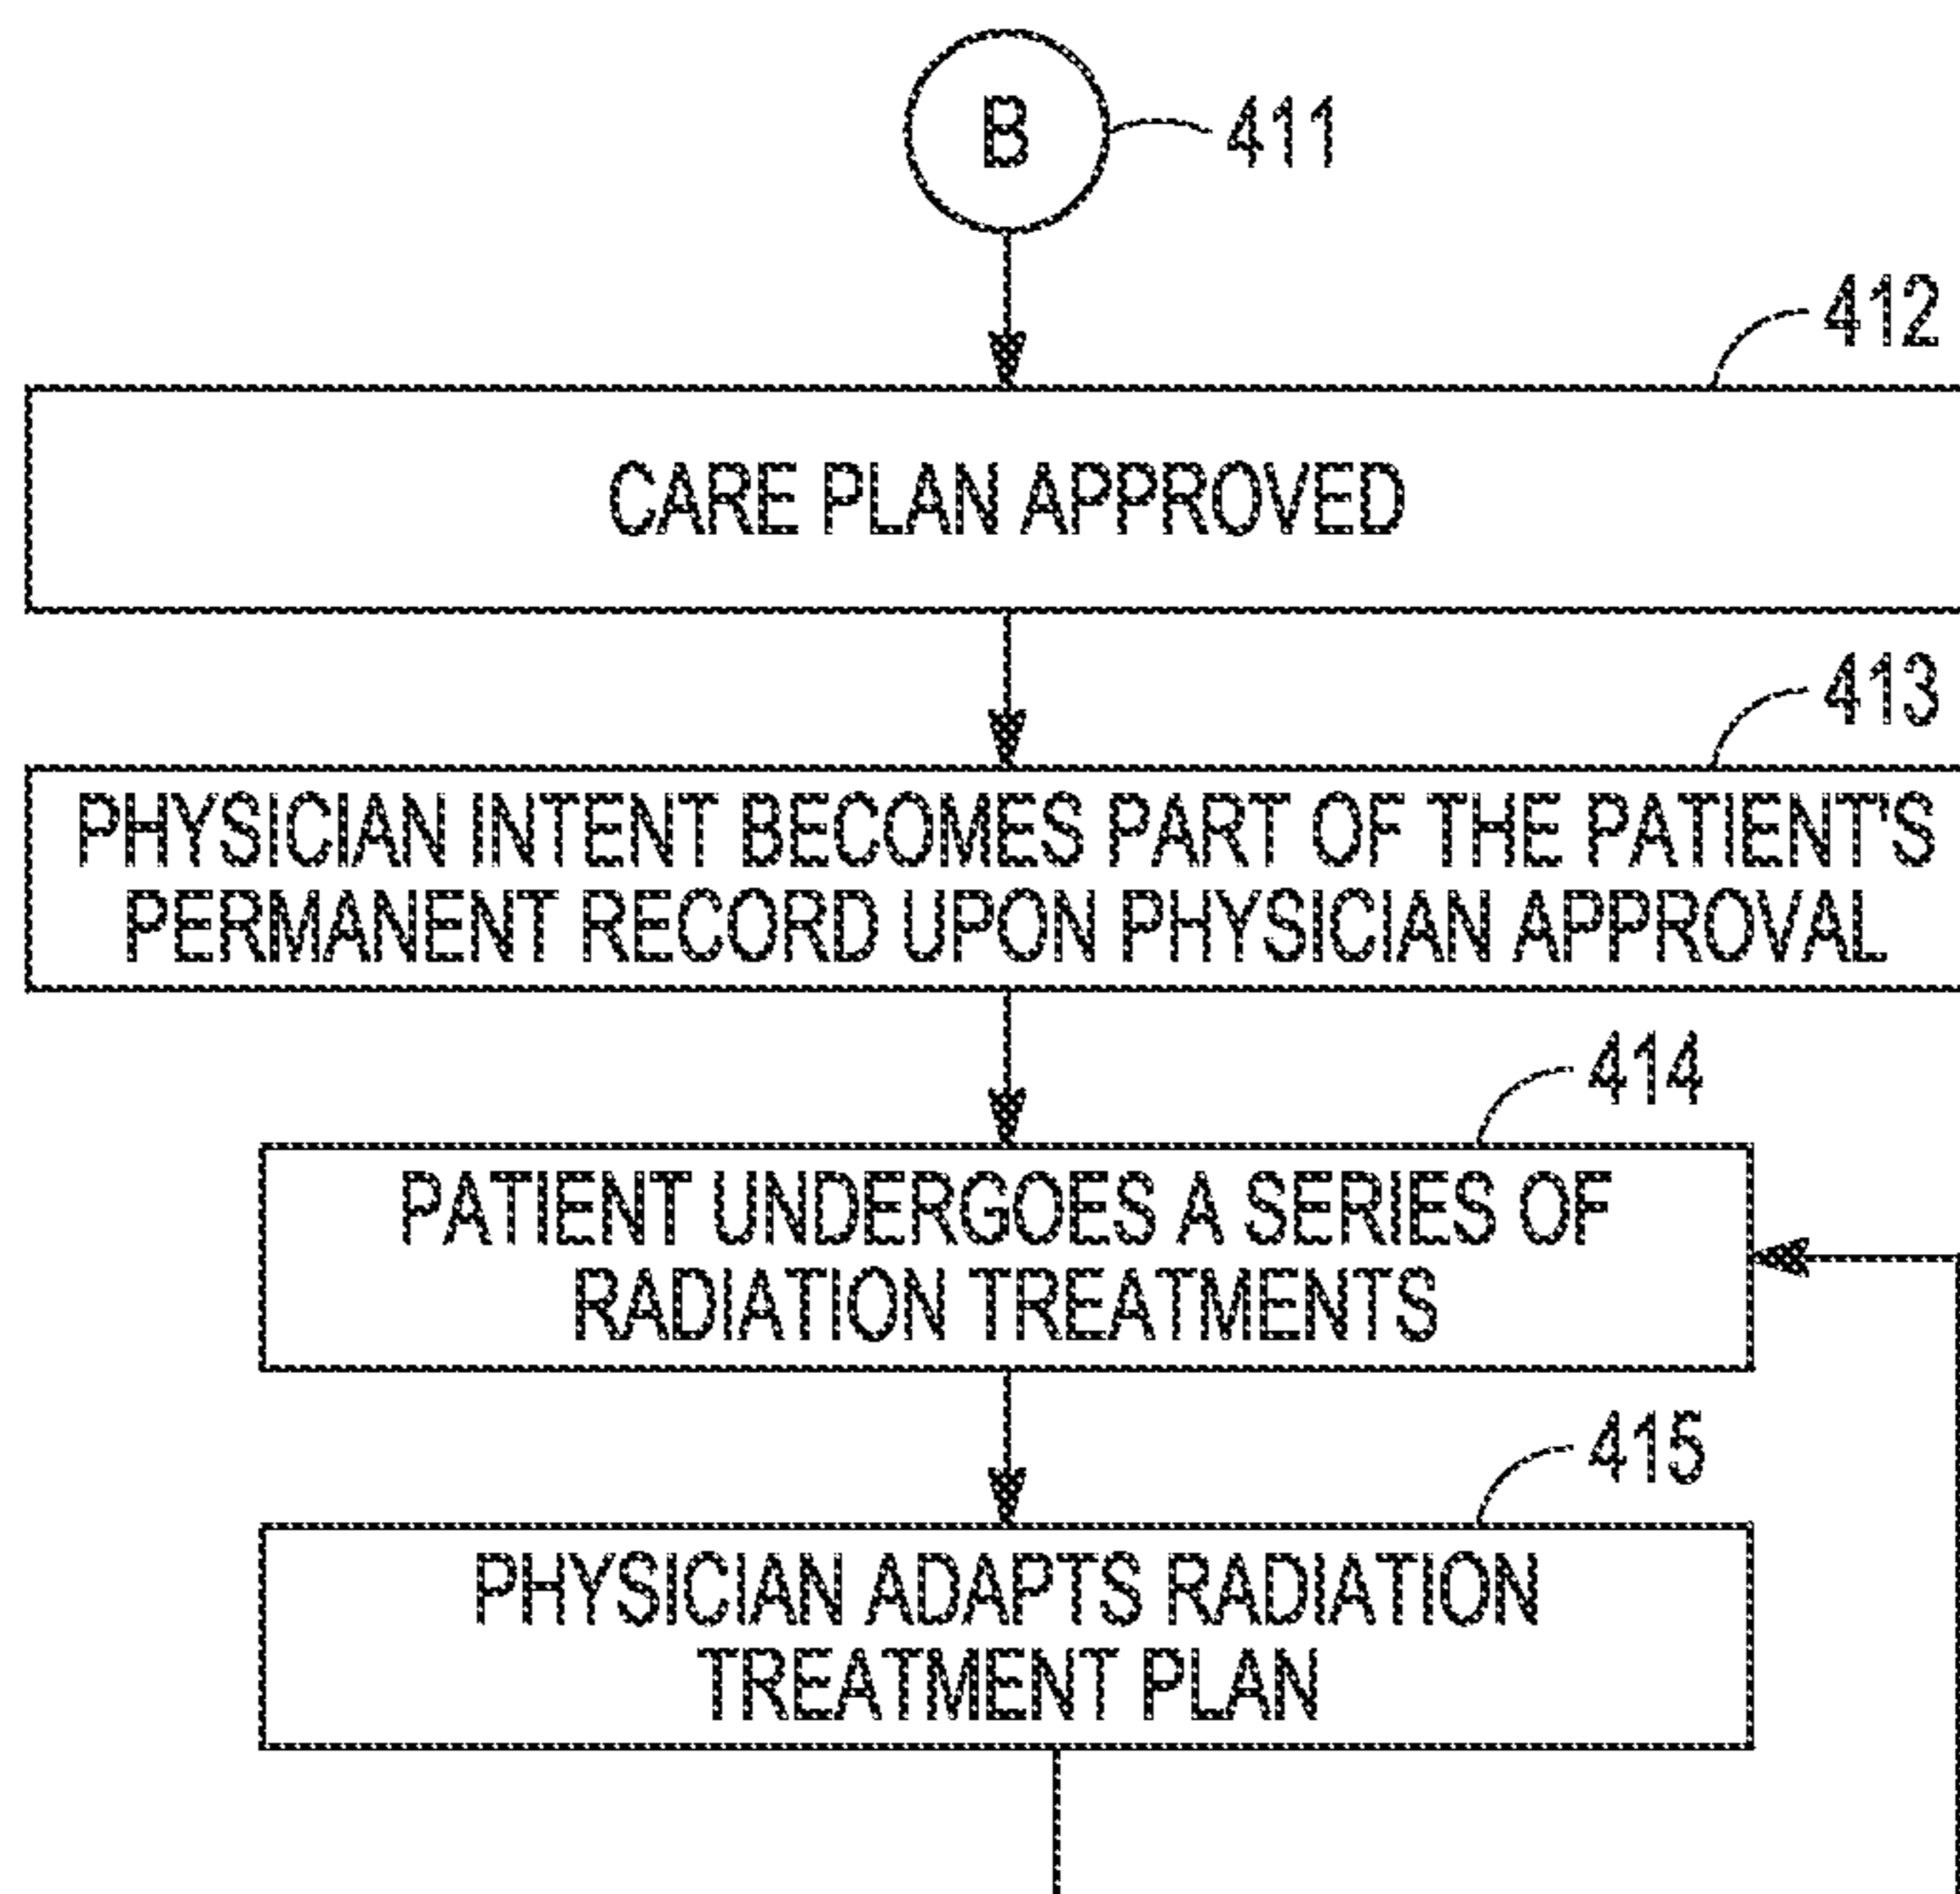 B 411
412
CARE PLAN APPROVED
413
PHYSICIAN INTENT BECOMES PART OF THE PATIENT'S
PERMANENT RECORD UPON PHYSICIAN APPROVAL
414
PATIENT UNDERGOES A SERIES OF
RADIATION TREATMENTS
415
PHYSICIAN ADAPTS RADIATION
TREATMENT PLAN